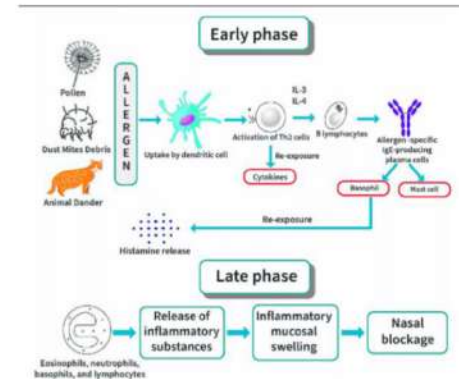 Early phase
Pollen
Dust Mites Debris
Animal Dander
ALLERGEN
Uptake by dendritic cell
Activation of Th2 cells
IL-3
IL-4
B lymphocytes
Allergen-specific
IgE-producing
plasma cells
Re-exposure
Cytokines
Basophil
Mast cell
Re-exposure
Histamine release
Late phase
Eosinophils, neutrophils,
basophils, and lymphocytes
Release of
inflammatory
substances
Inflammatory
mucosal
swelling
Nasal
blockage